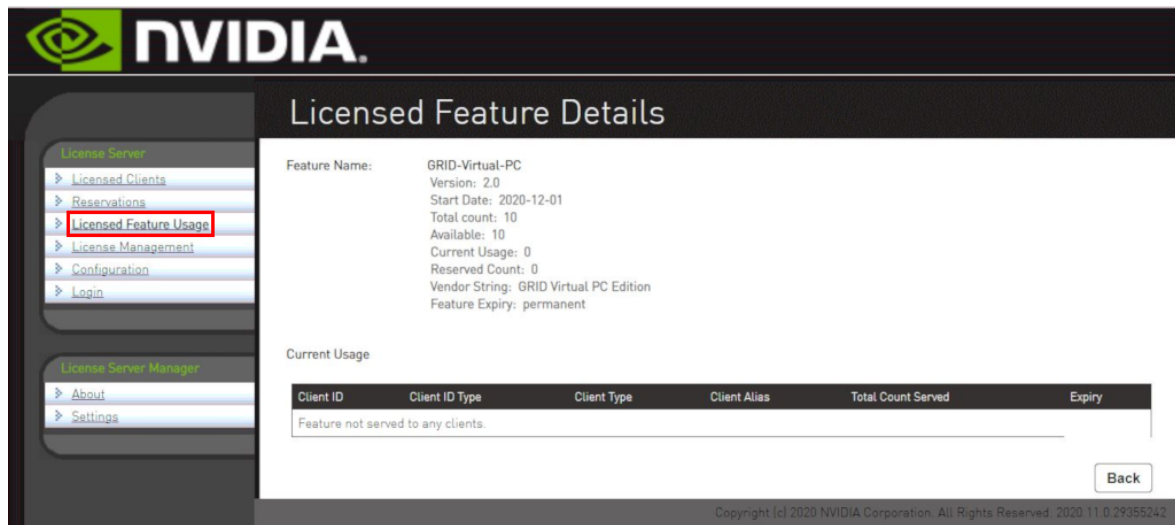 NVIDIA.
Licensed Feature Details
License Server
Licensed Clients
Reservations
Licensed Feature Usage
License Management
Configuration
Login
License Server Manager
About
Settings
Feature Name: GRID-Virtual-PC
Version: 2.0
Start Date: 2020-12-01
Total count: 10
Available: 10
Current Usage: 0
Reserved Count: 0
Vendor String: GRID Virtual PC Edition
Feature Expiry: permanent
Current Usage
Client ID Client ID Type Client Type Client Alias Total Count Served Expiry
Feature not served to any clients.
Back
Copyright (c) 2020 NVIDIA Corporation. All Rights Reserved. 2020.11.0.29355242